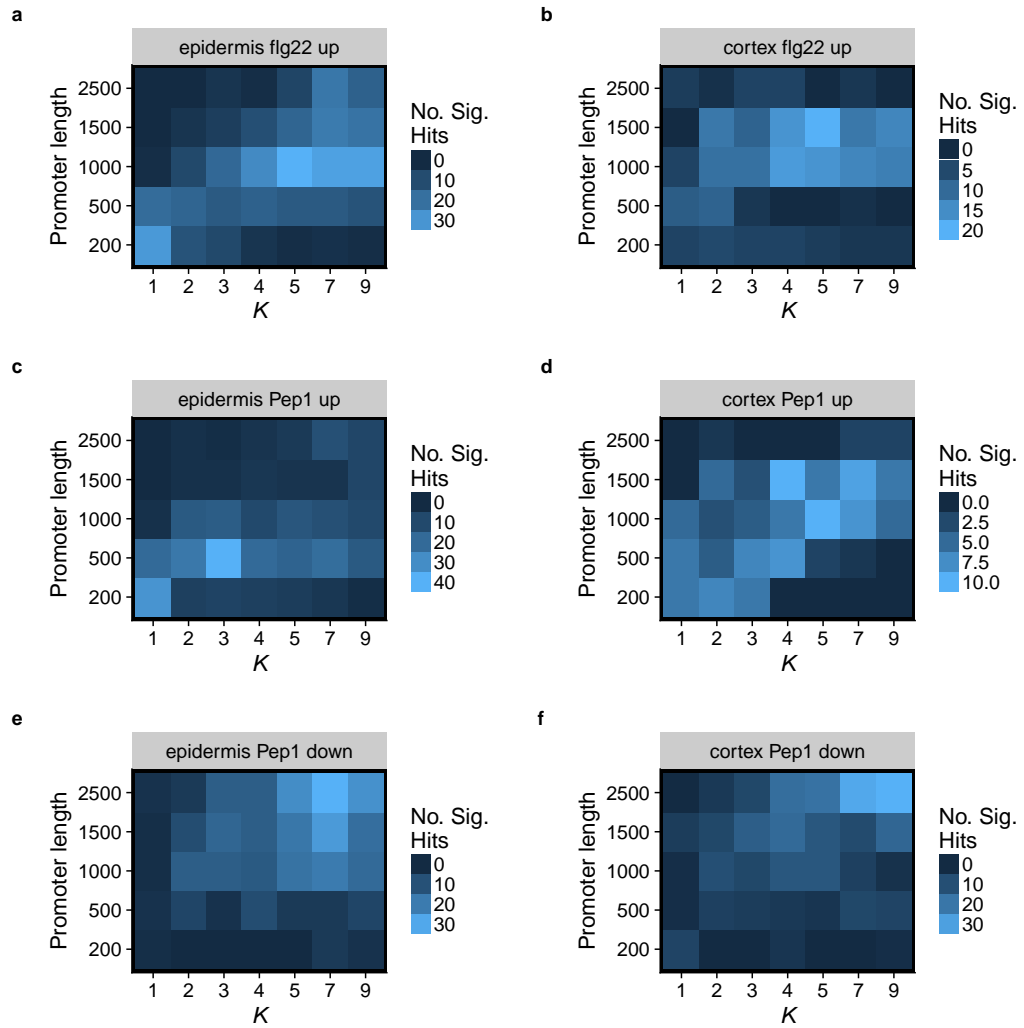 a
epidermis flg22 up
Promoter length
2500
1500
1000
500
200
1 2 3 4 5 7 9
K
No. Sig.
Hits
0
10
20
30
b
cortex flg22 up
Promoter length
2500
1500
1000
500
200
1 2 3 4 5 7 9
K
No. Sig.
Hits
0
5
10
15
20
c
epidermis Pep1 up
Promoter length
2500
1500
1000
500
200
1 2 3 4 5 7 9
K
No. Sig.
Hits
0
10
20
30
40
d
cortex Pep1 up
Promoter length
2500
1500
1000
500
200
1 2 3 4 5 7 9
K
No. Sig.
Hits
0.0
2.5
5.0
7.5
10.0
e
epidermis Pep1 down
Promoter length
2500
1500
1000
500
200
1 2 3 4 5 7 9
K
No. Sig.
Hits
0
10
20
30
f
cortex Pep1 down
Promoter length
2500
1500
1000
500
200
1 2 3 4 5 7 9
K
No. Sig.
Hits
0
10
20
30